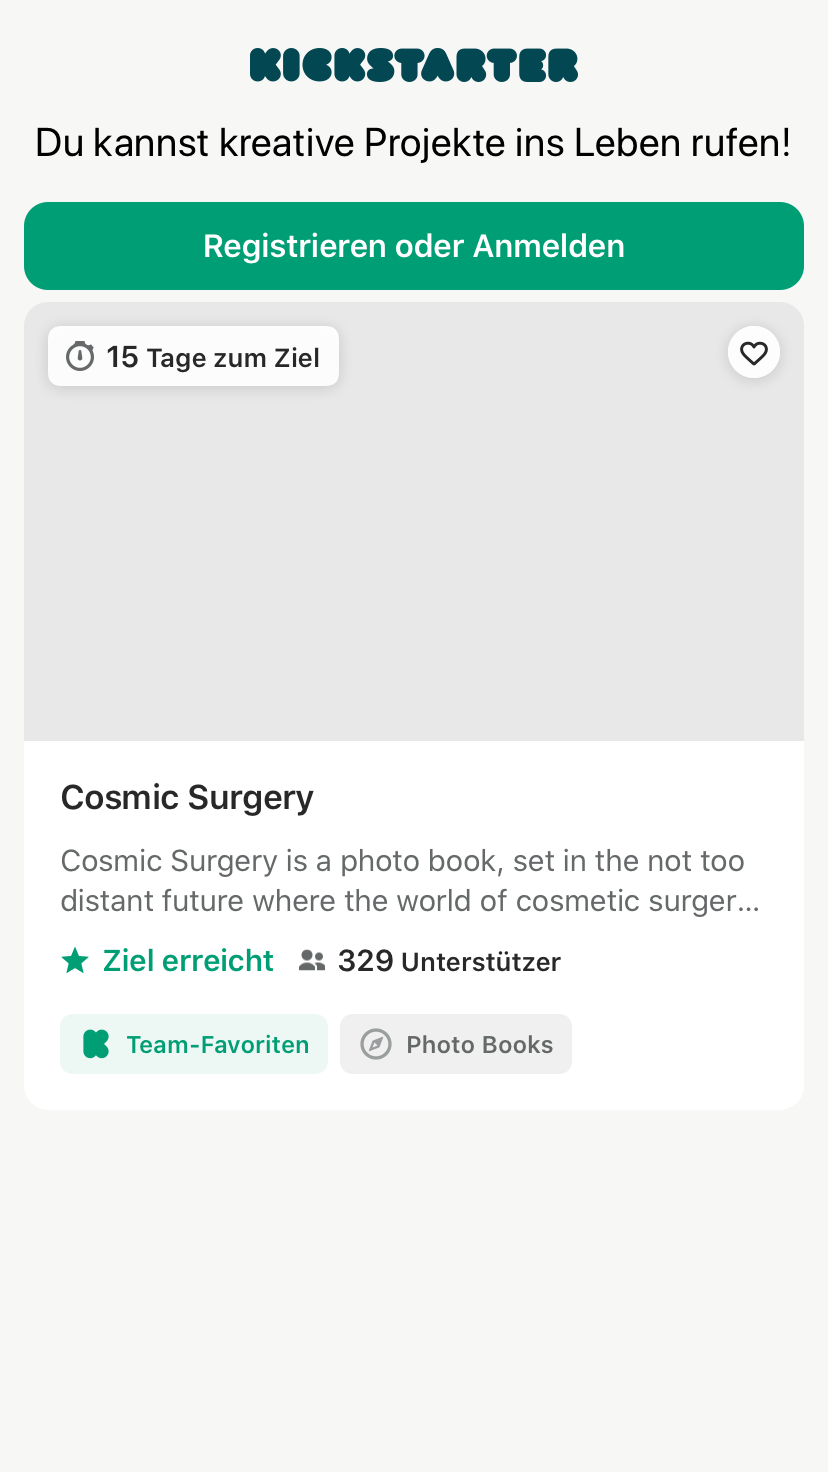 KICKSTARTER
Du kannst kreative Projekte ins Leben rufen!
Registrieren oder Anmelden
15 Tage zum Ziel
Cosmic Surgery
Cosmic Surgery is a photo book, set in the not too
distant future where the world of cosmetic surger...
Ziel erreicht 329 Unterstützer
Team-Favoriten Photo Books